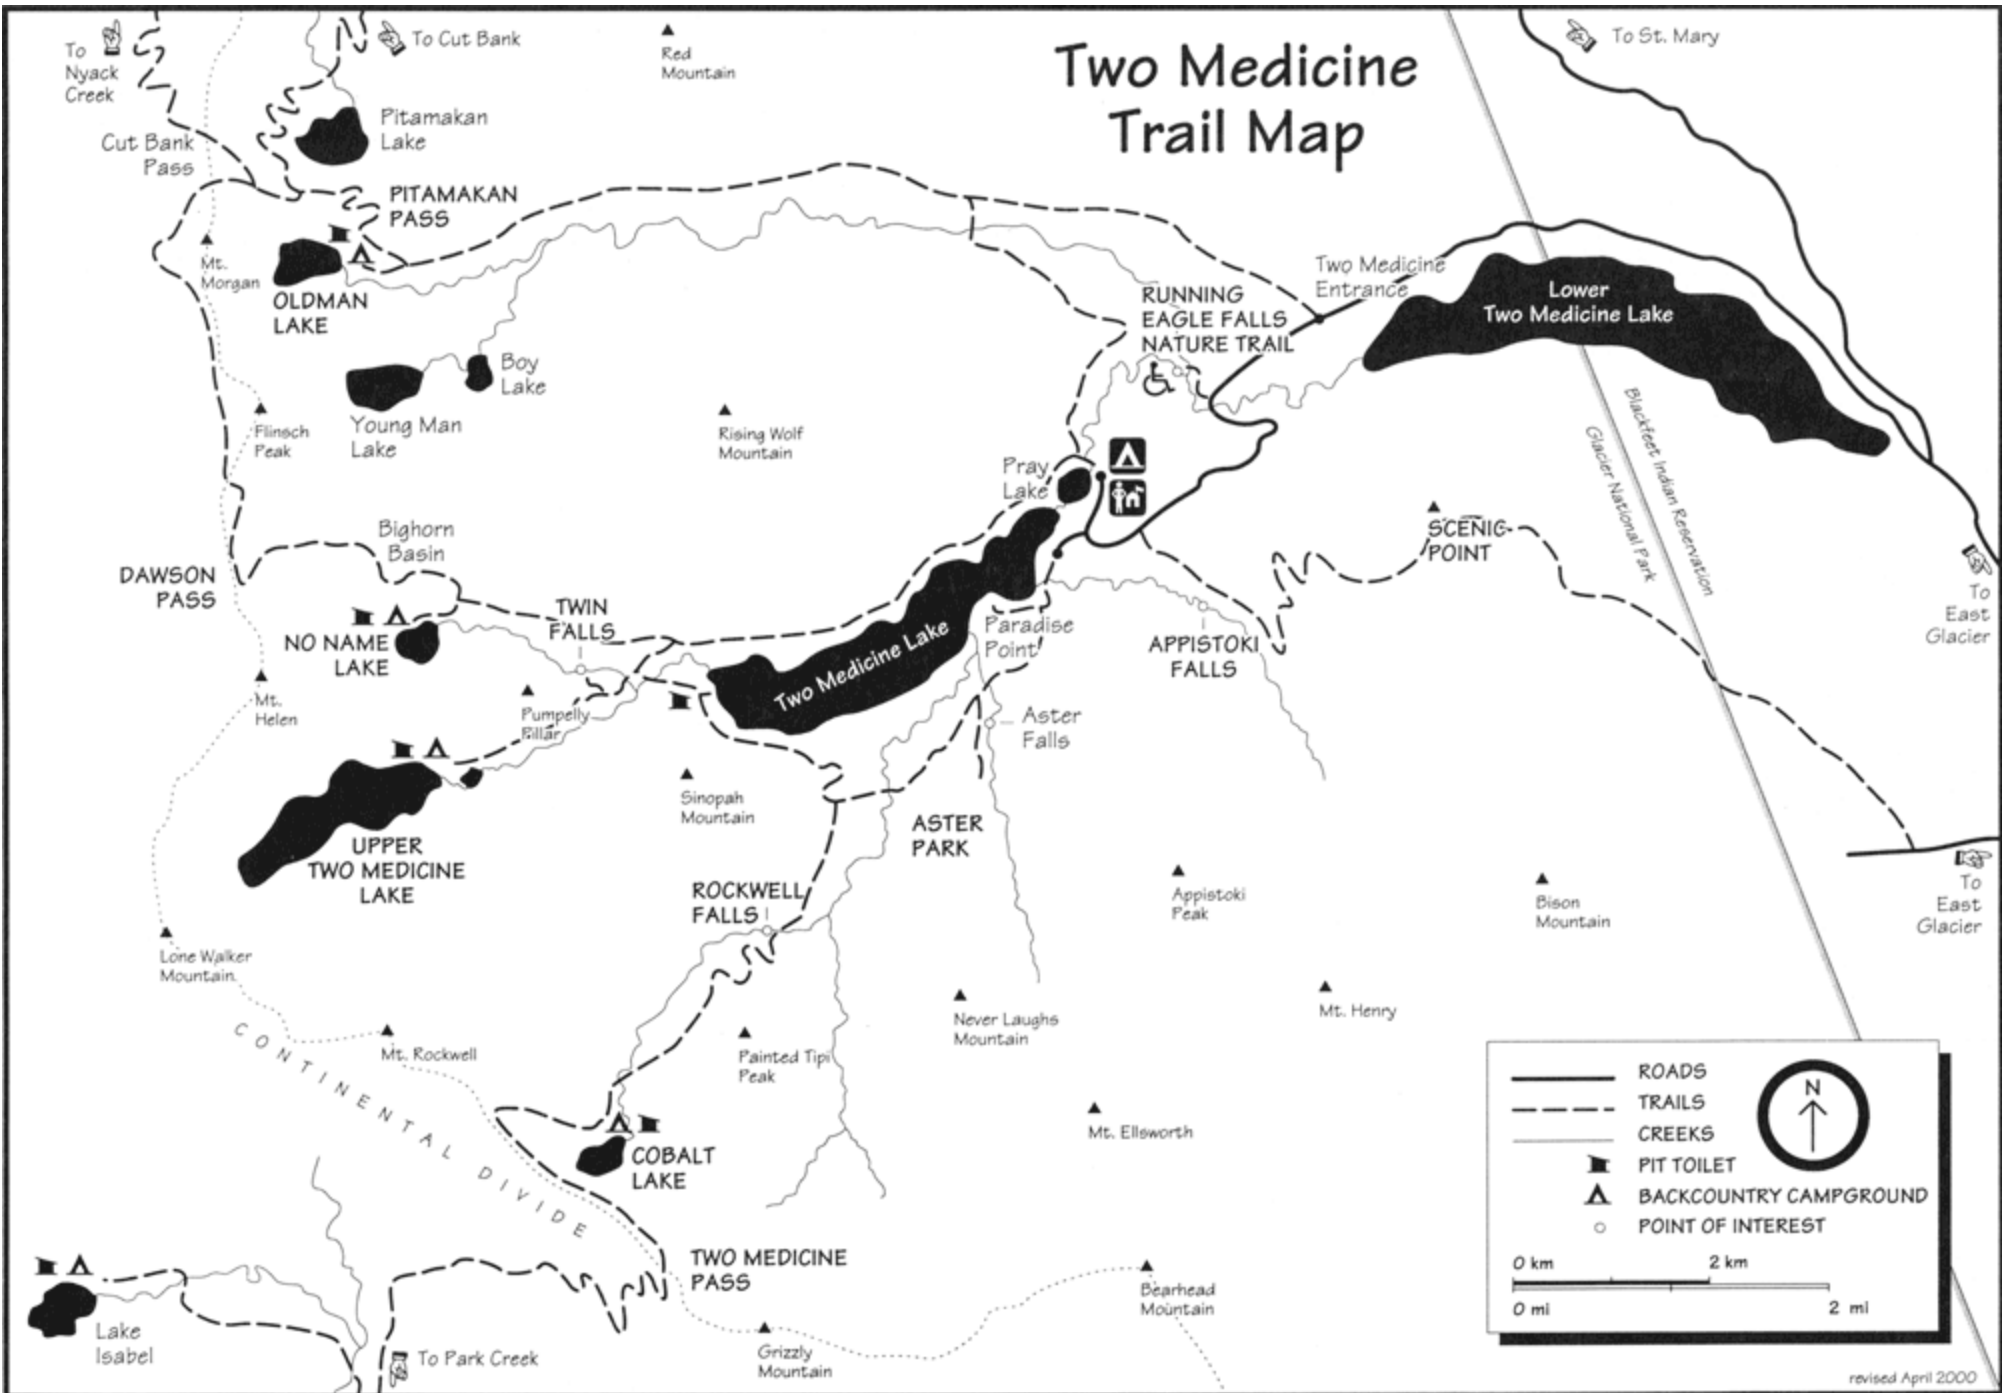 Two Medicine
Trail Map
To
Nyack
Creek
To Cut Bank
Red
Mountain
To St. Mary
Pitamakan
Lake
Cut Bank
Pass
PITAMAKAN
PASS
Mt.
Morgan
OLDMAN
LAKE
Two Medicine
Entrance
RUNNING
EAGLE FALLS
NATURE TRAIL
Lower
Two Medicine Lake
Boy
Lake
Young Man
Lake
Flinsch
Peak
Rising Wolf
Mountain
Pray
Lake
Blackfeet Indian Reservation
Glacier National Park
SCENIC
POINT
Bighorn
Basin
DAWSON
PASS
To
East
Glacier
TWIN
FALLS
NO NAME
LAKE
Two Medicine Lake
Paradise
Point
APPISTOKI
FALLS
Mt.
Helen
Pumpelly
Pillar
Aster
Falls
Sinopah
Mountain
UPPER
TWO MEDICINE
LAKE
ASTER
PARK
ROCKWELL
FALLS
Appistoki
Peak
Bison
Mountain
To
East
Glacier
Lone Walker
Mountain
Never Laughs
Mountain
Mt. Henry
CONTINENTAL DIVIDE
Mt. Rockwell
Painted Tipi
Peak
Mt. Ellsworth
COBALT
LAKE
TWO MEDICINE
PASS
Bearhead
Mountain
Lake
Isabel
To Park Creek
Grizzly
Mountain
ROADS
TRAILS
CREEKS
PIT TOILET
BACKCOUNTRY CAMPGROUND
POINT OF INTEREST
N
0 km 2 km
0 mi 2 mi
revised April 2000